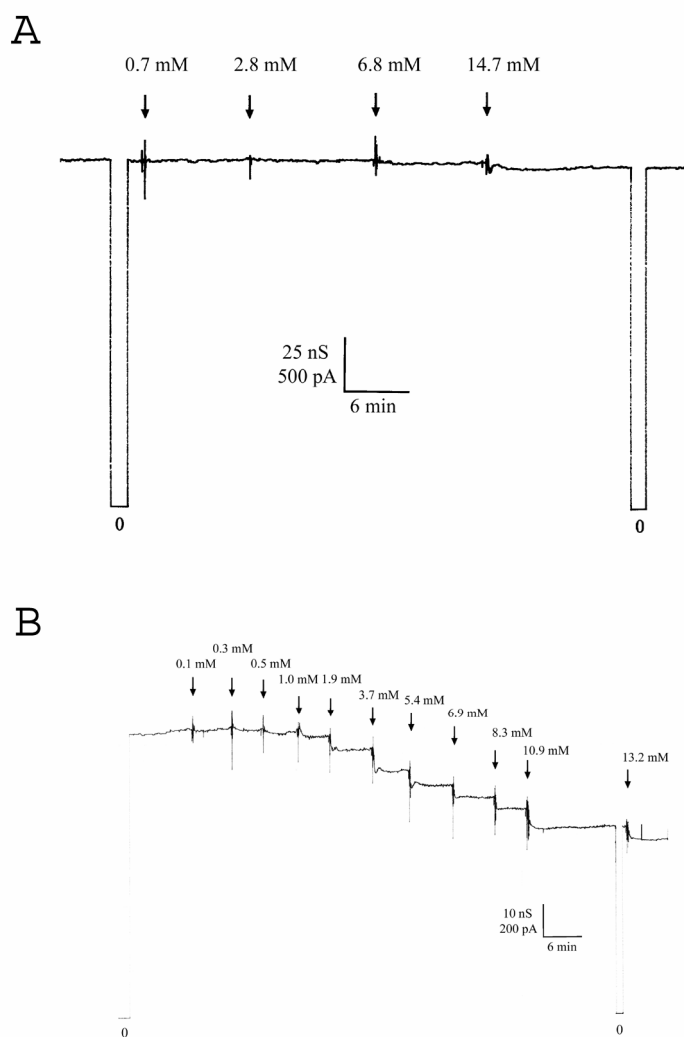 A
0.7 mM 2.8 mM 6.8 mM 14.7 mM
25 nS
500 pA
6 min
0 0
B
0.3 mM
0.1 mM 0.5 mM
1.0 mM 1.9 mM
3.7 mM
5.4 mM
6.9 mM
8.3 mM
10.9 mM 13.2 mM
10 nS
200 pA
6 min
0 0